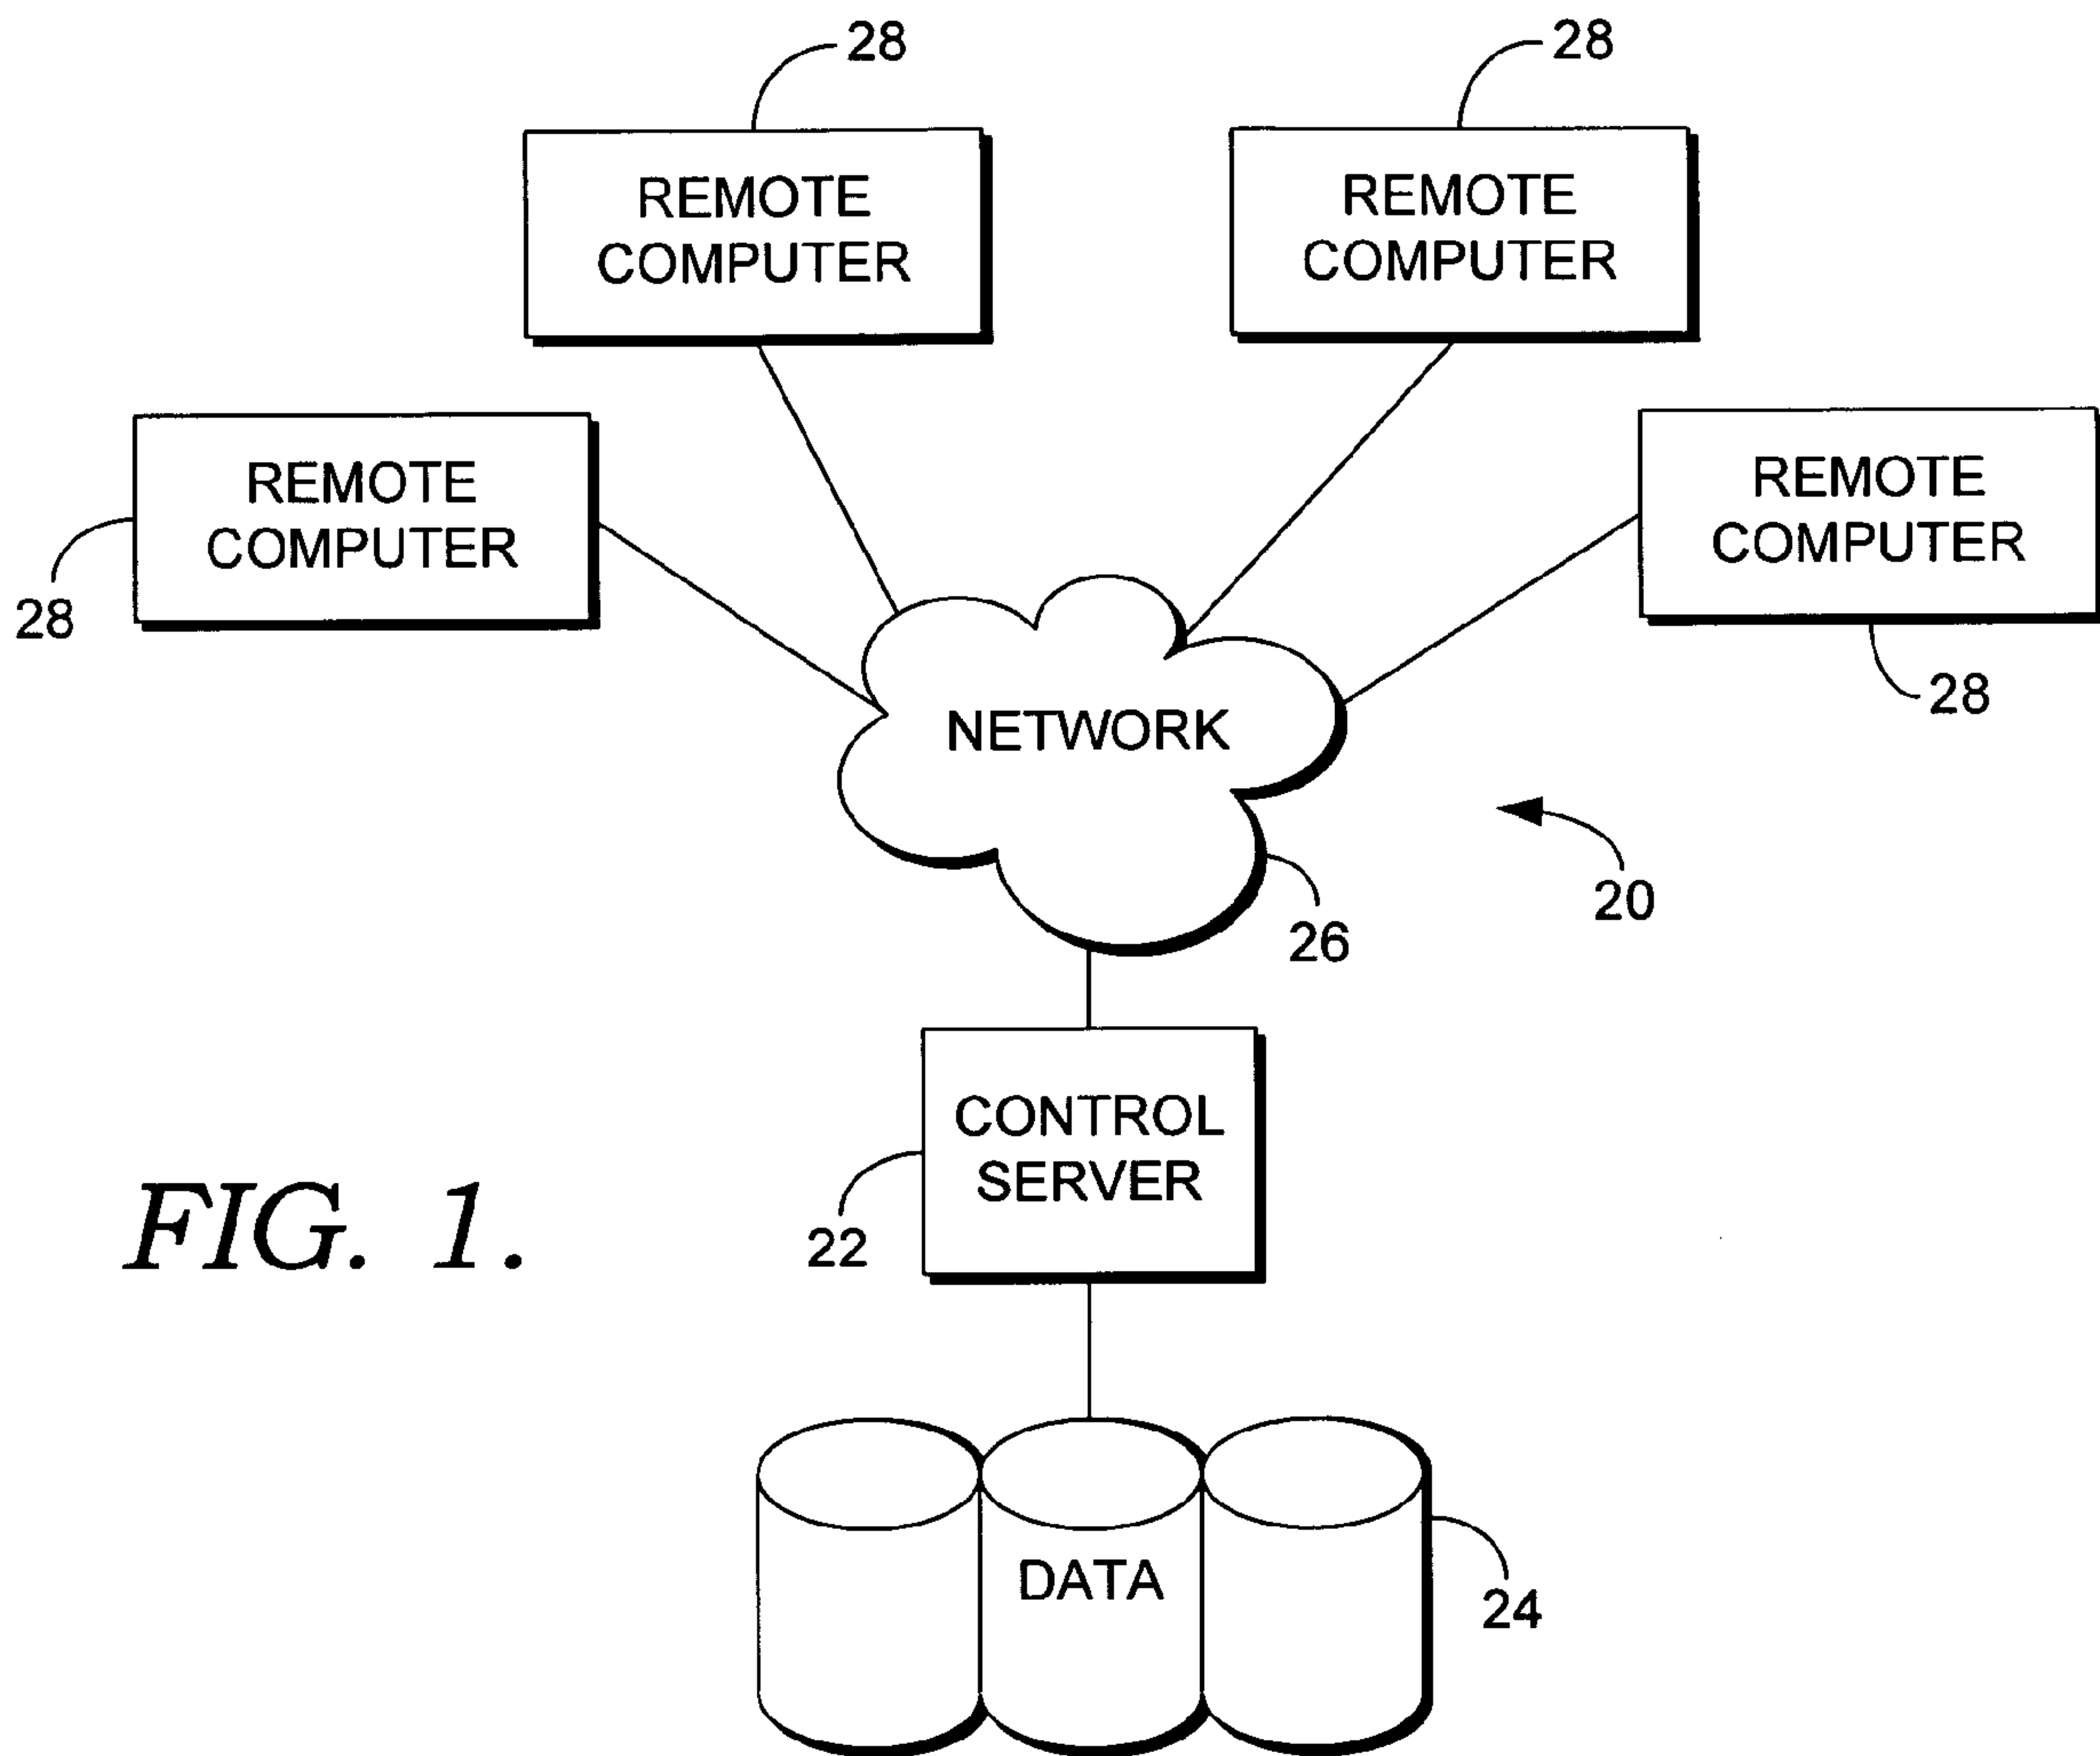 28
28
REMOTE
COMPUTER
REMOTE
COMPUTER
REMOTE
COMPUTER
28
REMOTE
COMPUTER
28
NETWORK
20
26
CONTROL
SERVER
22
FIG. 1.
DATA
24